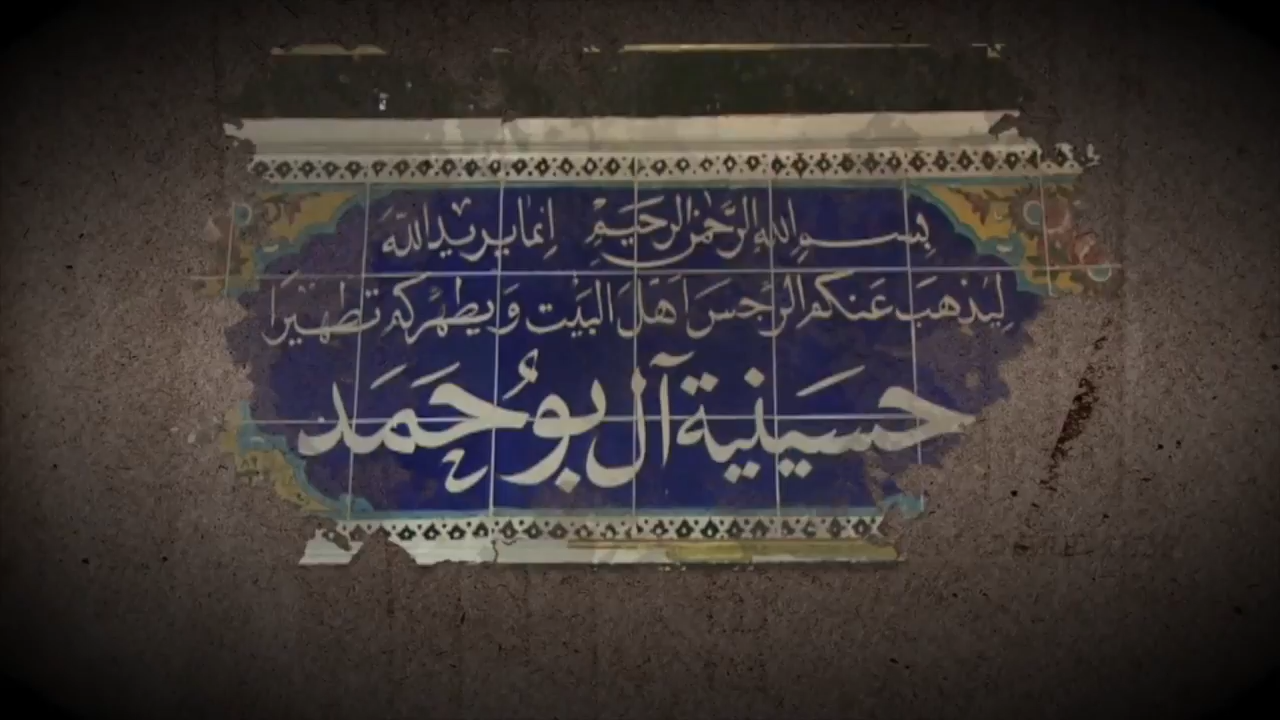 بسم الله الرحمن الرحيم إنما يريد الله
ليذهب عنكم الرجس أهل البيت ويطهركم تطهيرا
حسينية آل بوحمد